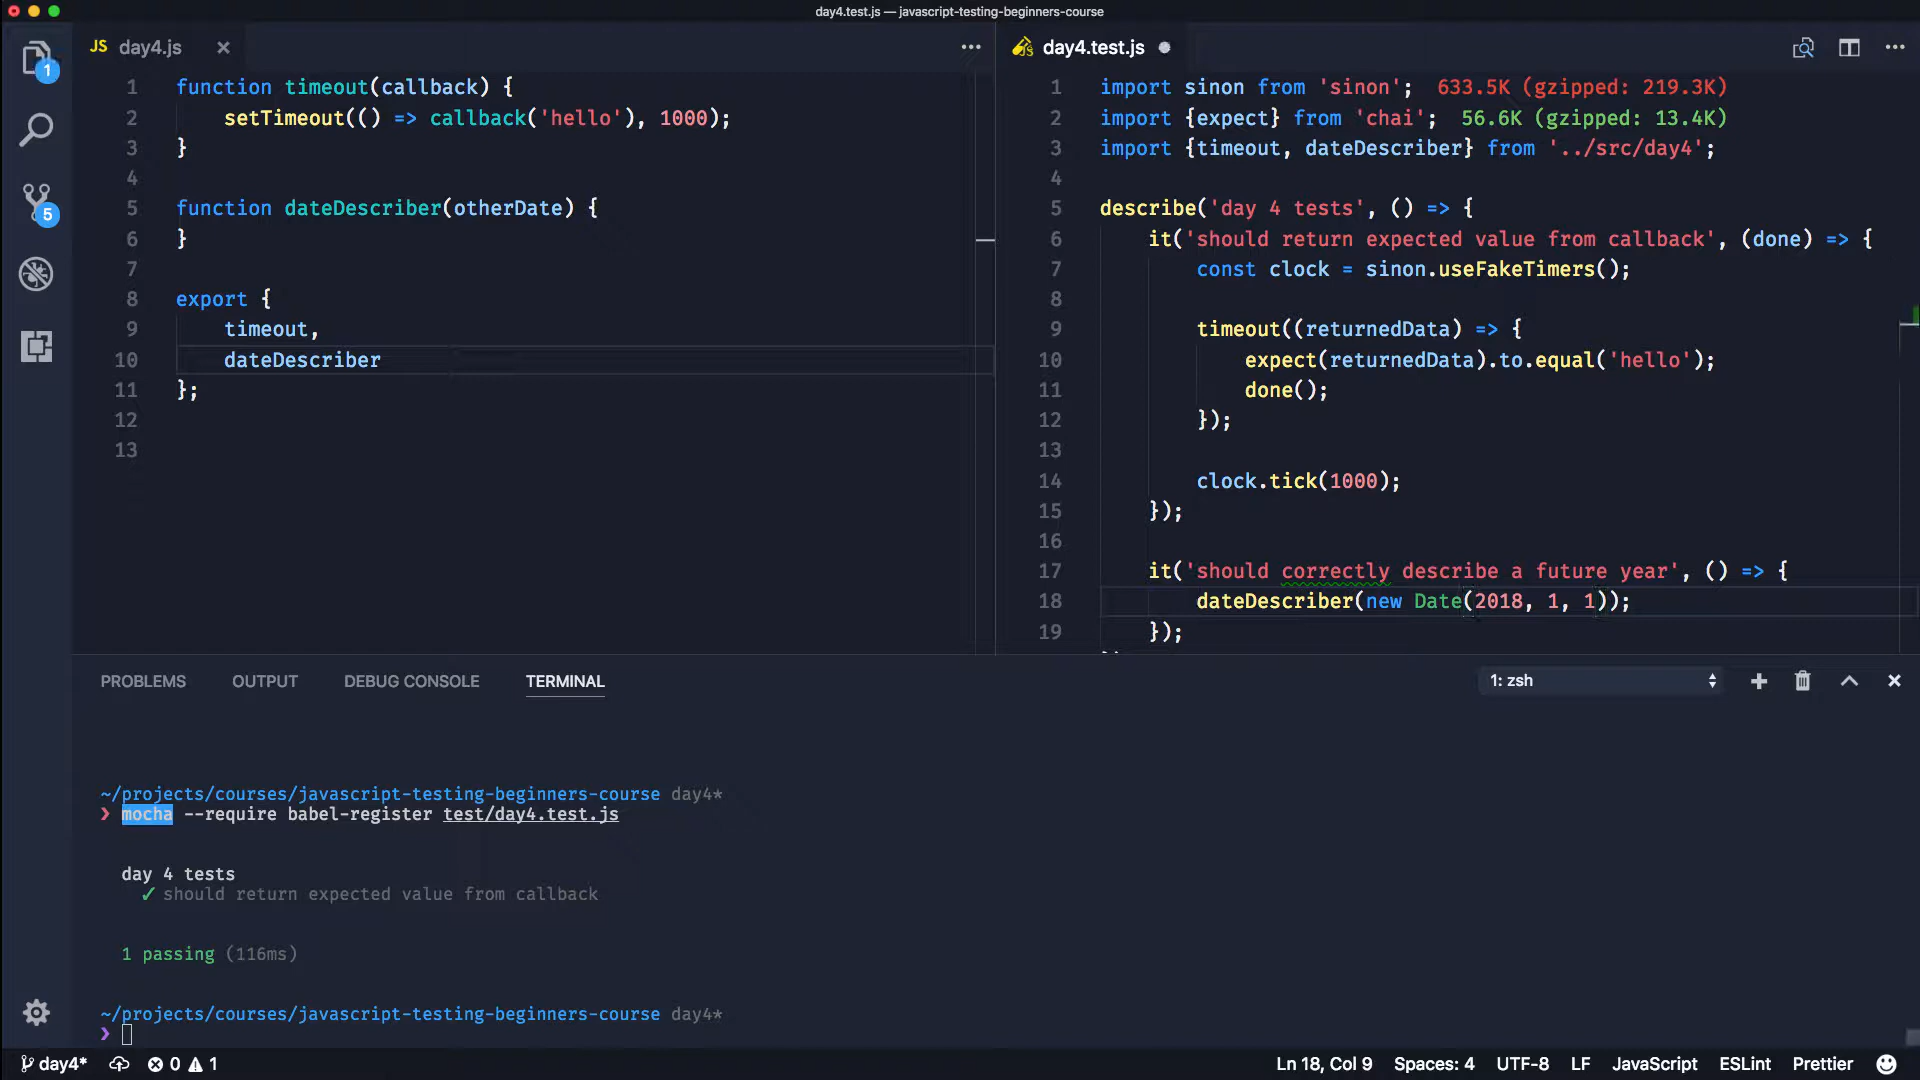 day4.test.js — javascript-testing-beginners-course
JS day4.js
day4.test.js
1 function timeout(callback) {
2 setTimeout(() => callback('hello'), 1000);
3 }
4
5 function dateDescriber(otherDate) {
6 }
7
8 export {
9 timeout,
10 dateDescriber
11 };
12
13
1 import sinon from 'sinon'; 633.5K (gzipped: 219.3K)
2 import {expect} from 'chai'; 56.6K (gzipped: 13.4K)
3 import {timeout, dateDescriber} from '../src/day4';
4
5 describe('day 4 tests', () => {
6 it('should return expected value from callback', (done) => {
7 const clock = sinon.useFakeTimers();
8
9 timeout((returnedData) => {
10 expect(returnedData).to.equal('hello');
11 done();
12 });
13
14 clock.tick(1000);
15 });
16
17 it('should correctly describe a future year', () => {
18 dateDescriber(new Date(2018, 1, 1));
19 });
1
5
PROBLEMS OUTPUT DEBUG CONSOLE TERMINAL 1: zsh
~/projects/courses/javascript-testing-beginners-course day4*
❯ mocha --require babel-register test/day4.test.js
day 4 tests
✓ should return expected value from callback
1 passing (116ms)
~/projects/courses/javascript-testing-beginners-course day4*
❯
day4* 0 1 Ln 18, Col 9 Spaces: 4 UTF-8 LF JavaScript ESLint Prettier